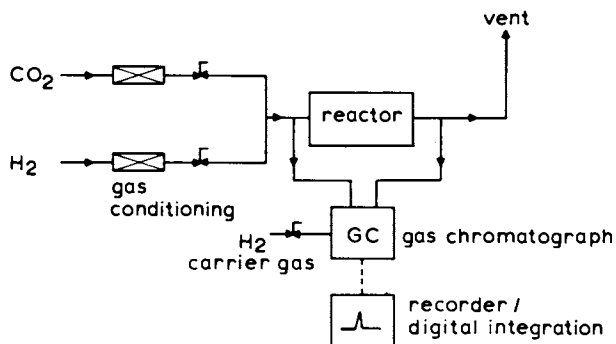 vent
CO₂
reactor
H₂
gas
conditioning
H₂
carrier gas
GC
gas chromatograph
recorder/
digital integration